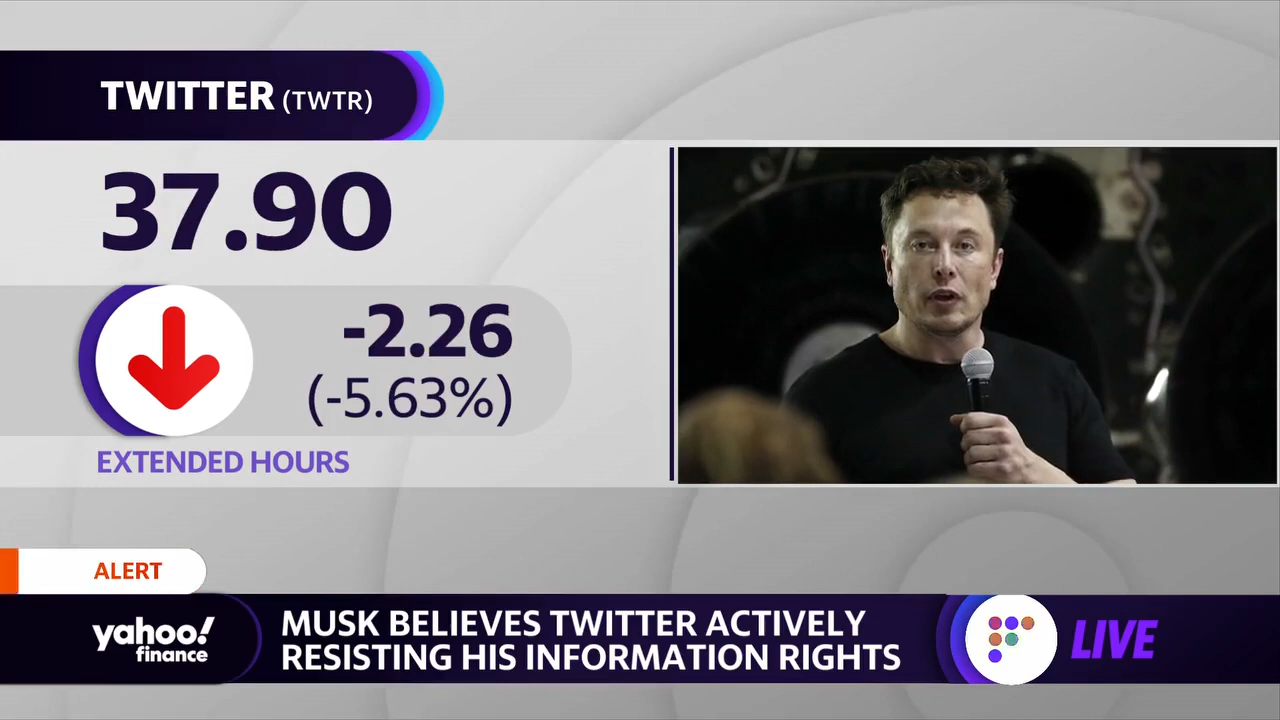 TWITTER (TWTR)
37.90
-2.26
(-5.63%)
EXTENDED HOURS
ALERT
yahoo!
finance
MUSK BELIEVES TWITTER ACTIVELY
RESISTING HIS INFORMATION RIGHTS
LIVE